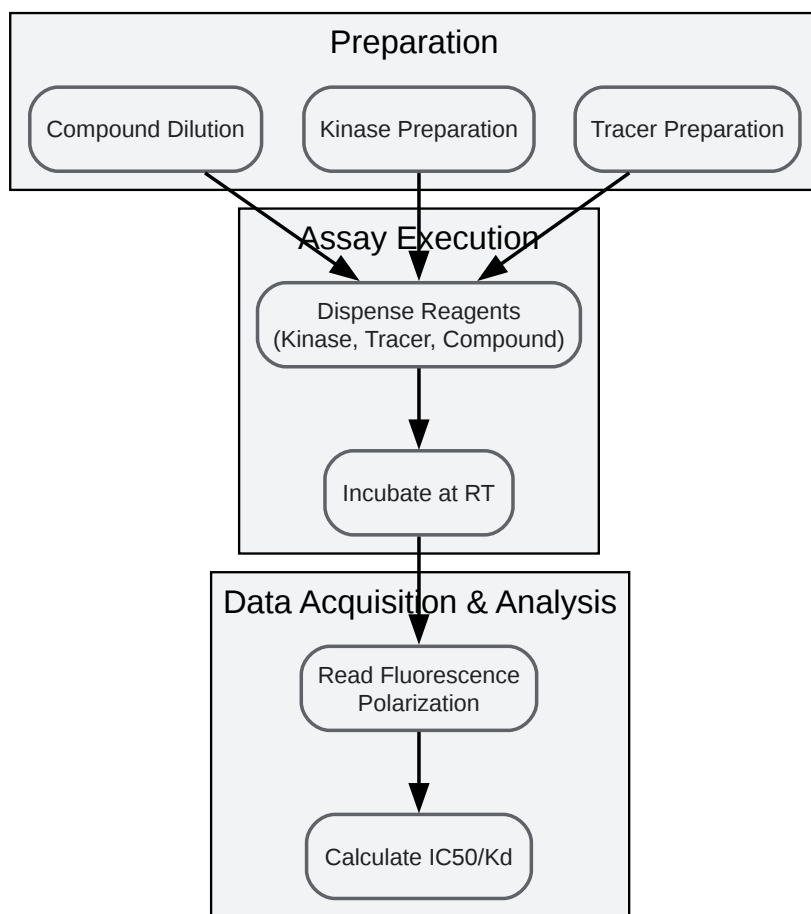 Preparation
Compound Dilution
Kinase Preparation
Tracer Preparation
Assay Execution
Dispense Reagents
(Kinase, Tracer, Compound)
Incubate at RT
Data Acquisition & Analysis
Read Fluorescence
Polarization
Calculate IC50/Kd